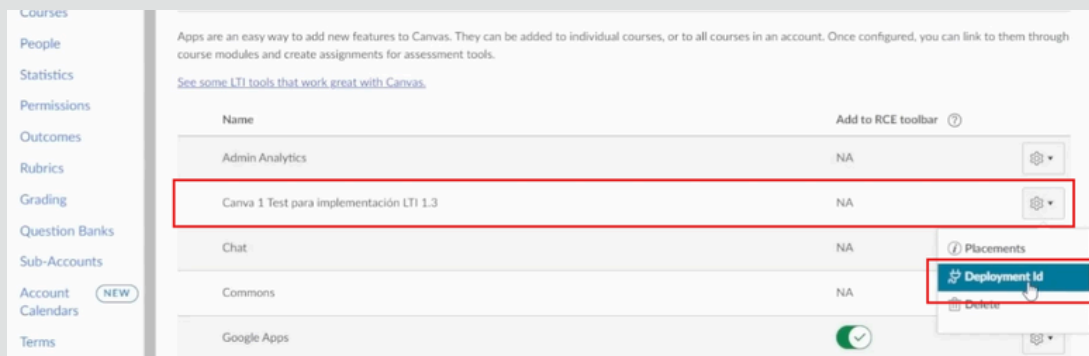 Courses
People
Statistics
Permissions
Outcomes
Rubrics
Grading
Question Banks
Sub-Accounts
Account
Calendars
NEW
Terms
Apps are an easy way to add new features to Canvas. They can be added to individual courses, or to all courses in an account. Once configured, you can link to them through
course modules and create assignments for assessment tools.
See some LTI tools that work great with Canvas.
Name Add to RCE toolbar ?
Admin Analytics NA
Canva 1 Test para implementación LTI 1.3 NA
Chat NA
Placements
Deployment Id
Delete
Commons NA
Google Apps